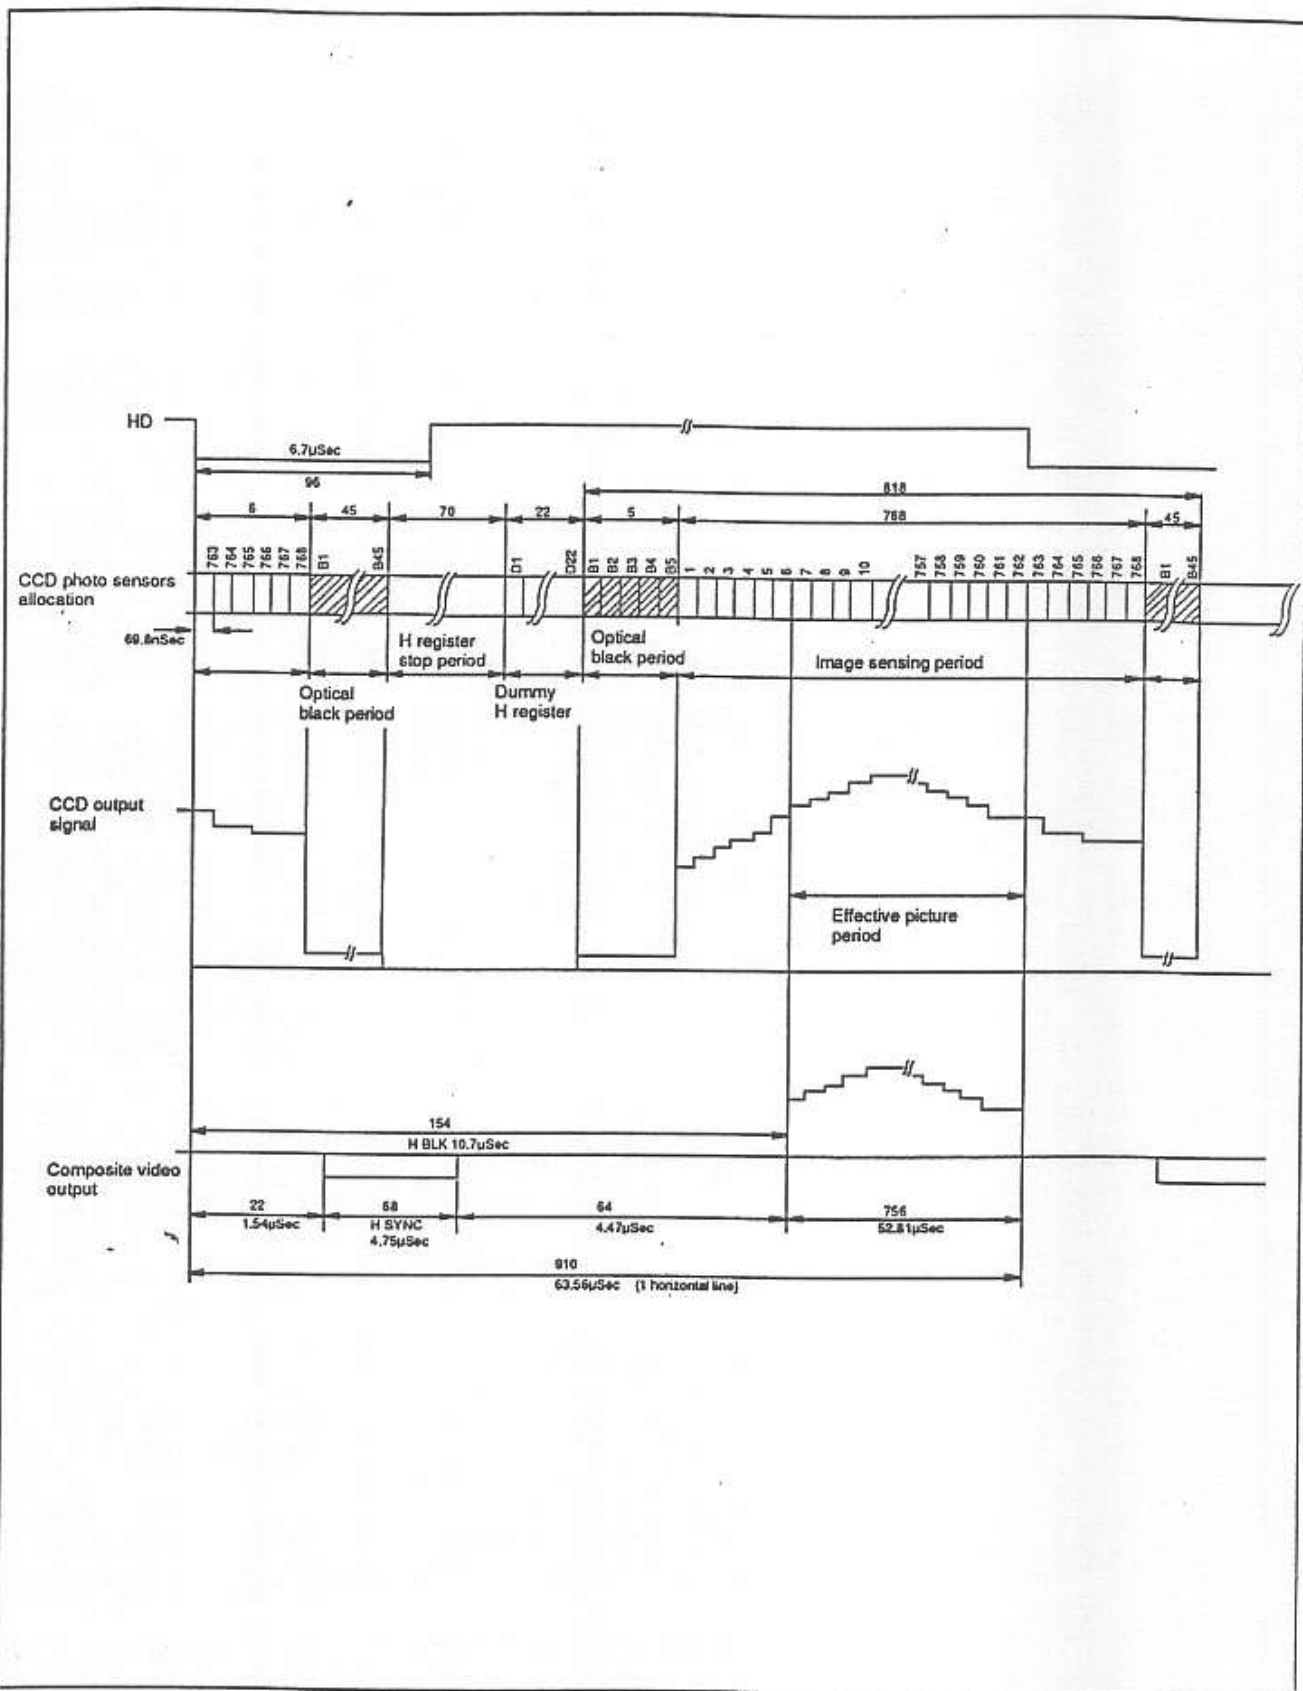 HD
6.7µSec
96
818
6 45 70 22 5 768 45
763 764 765 766 767 768 B1 B45 D1 D22 B1 B2 B3 B4 B5 1 2 3 4 5 6 7 8 9 10 757 758 759 760 761 762 763 764 765 766 767 768 B1 B45
CCD photo sensors
allocation
69.8nSec
H register
stop period
Optical
black period
Image sensing period
Optical
black period
Dummy
H register
CCD output
signal
Effective picture
period
154
H BLK 10.7µSec
Composite video
output
22
1.54µSec
68
H SYNC
4.75µSec
64
4.47µSec
756
52.81µSec
910
63.56µSec (1 horizontal line)